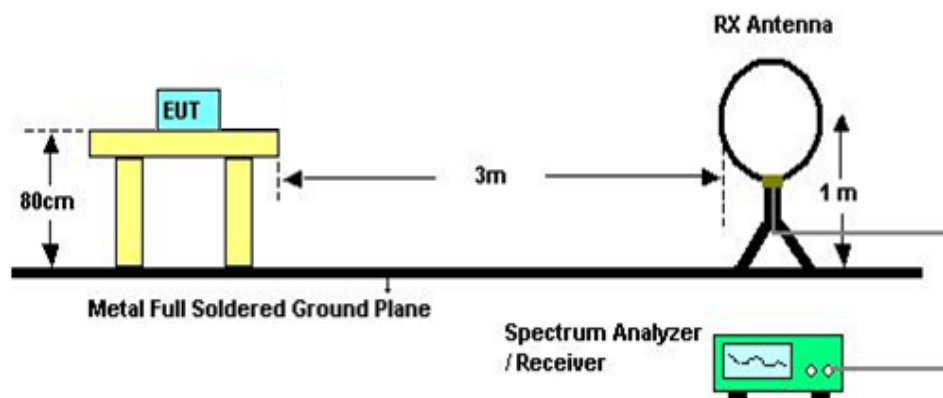 RX Antenna
EUT
80cm
3m
1 m
Metal Full Soldered Ground Plane
Spectrum Analyzer
/ Receiver